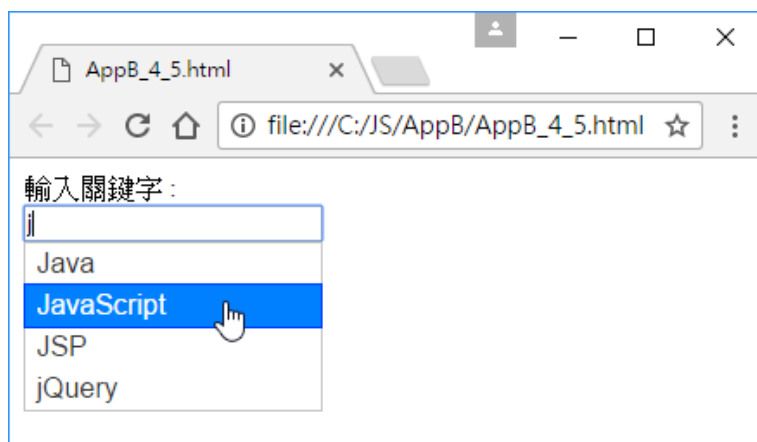 AppB_4_5.html
file:///C:/JS/AppB/AppB_4_5.html
輸入關鍵字 :
j
Java
JavaScript
JSP
jQuery